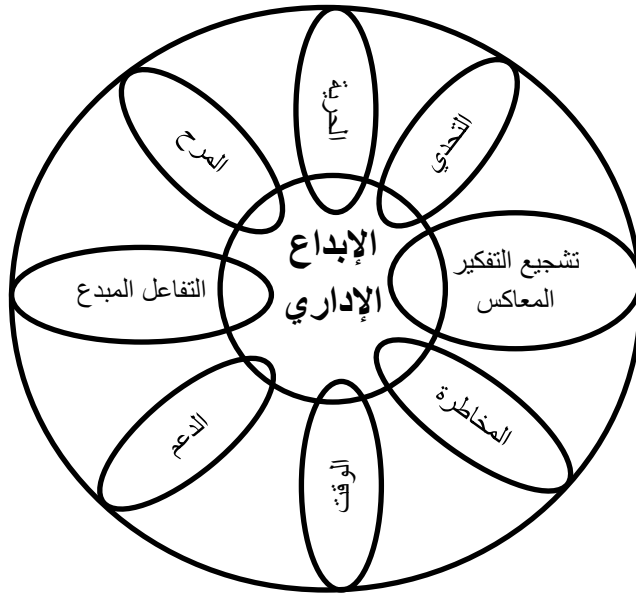 الحرية
التحدي
المرح
الإبداع
الإداري
تشجيع التفكير
المعاكس
التفاعل المبدع
المخاطرة
الدعم
الوقت